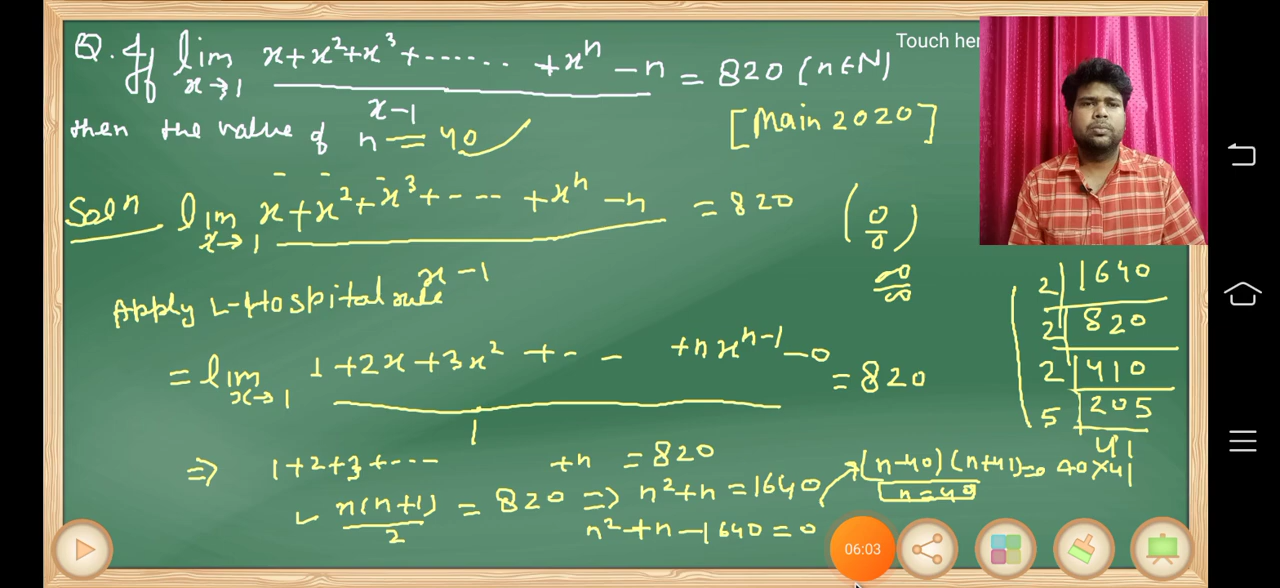 Q. If lim x→1 x+x²+x³+......+xⁿ-n / x-1 = 820 (n∈N)
then the value of n = 40 ✓
[Main 2020]
Touch her
Solⁿ lim x→1 x+x²+x³+- - --+xⁿ-n / x-1 = 820 (0/0)
∞/∞
Apply L-Hospital rule
= lim x→1 1+2x+3x²+- - - +nxⁿ⁻¹-0 / 1 = 820
⇒ 1+2+3+---- +n = 820
n(n+1)/2 = 820 ⇒ n²+n=1640
n²+n-1640=0
(n-40)(n+41)=0
n=40
40×41
2|1640
2|820
2|410
5|205
41
06:03